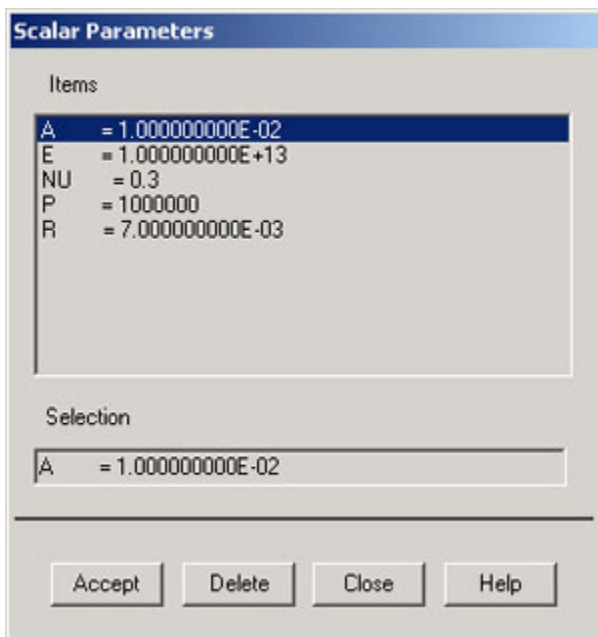 Scalar Parameters
Items
A = 1.000000000E-02
E = 1.000000000E+13
NU = 0.3
P = 1000000
R = 7.000000000E-03
Selection
A = 1.000000000E-02
Accept Delete Close Help